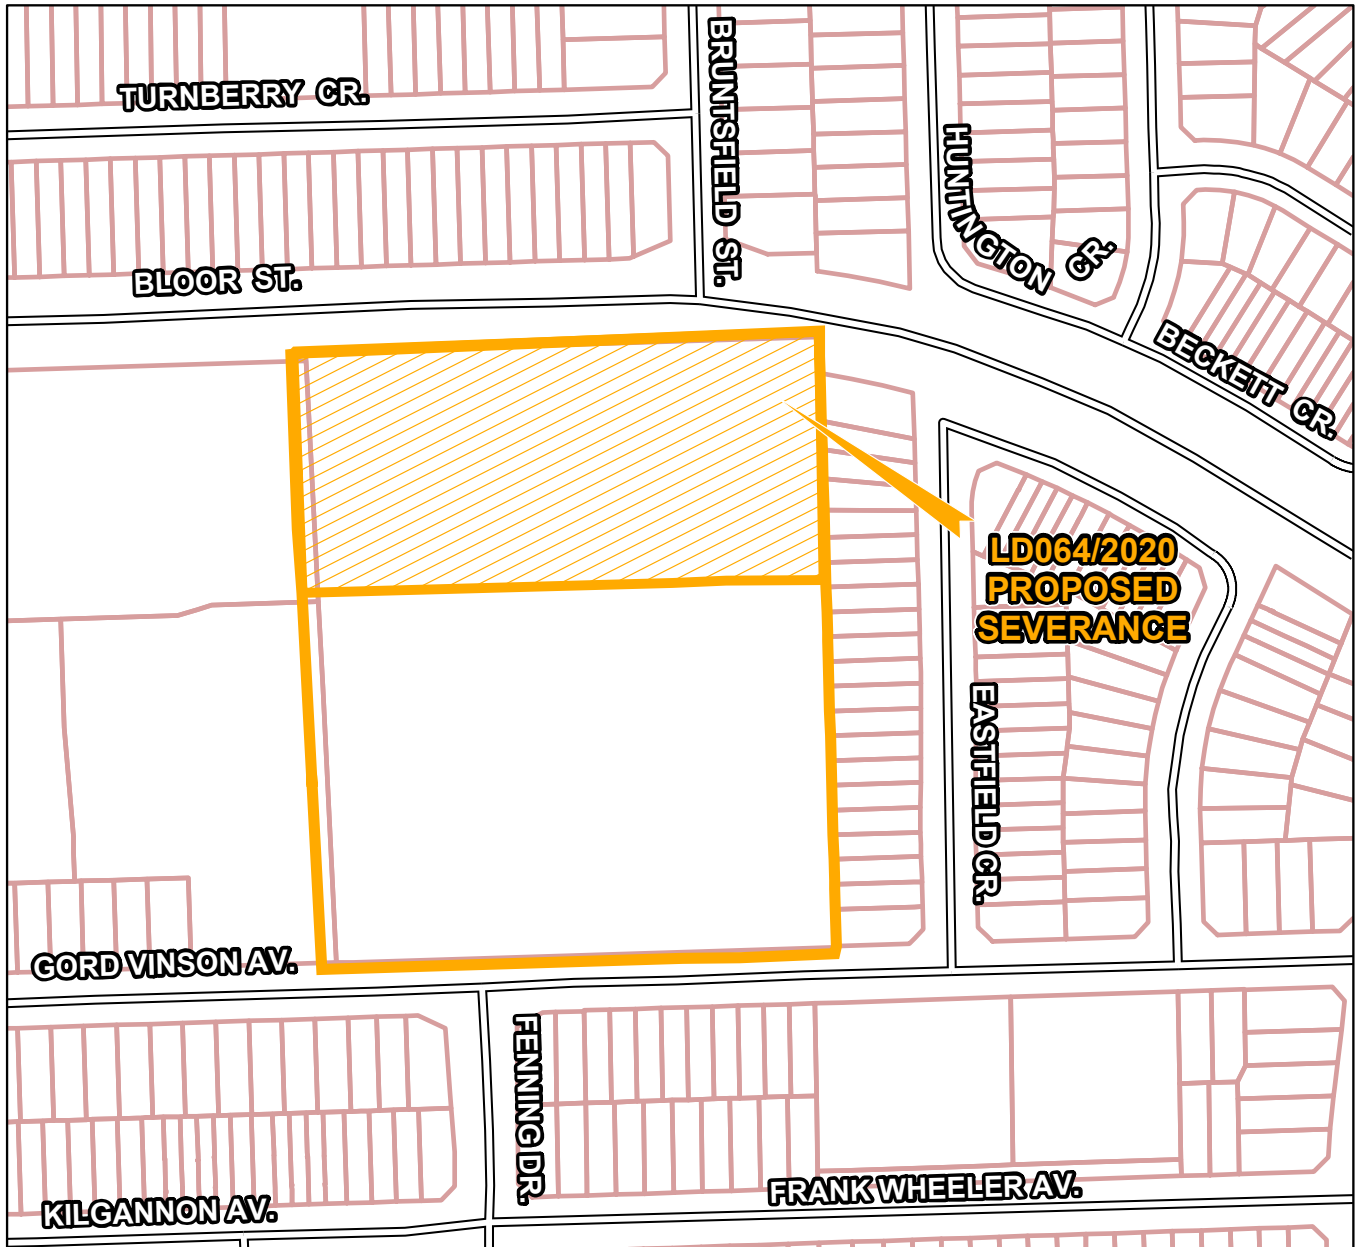 TURNBERRY CR.
BRUNTSFIELD ST.
HUNTINGTON CR.
BLOOR ST.
BECKETT CR.
LD064/2020
PROPOSED
SEVERANCE
EASTFIELD CR.
GORD VINSON AV.
FENNING DR.
FRANK WHEELER AV.
KILGANNON AV.